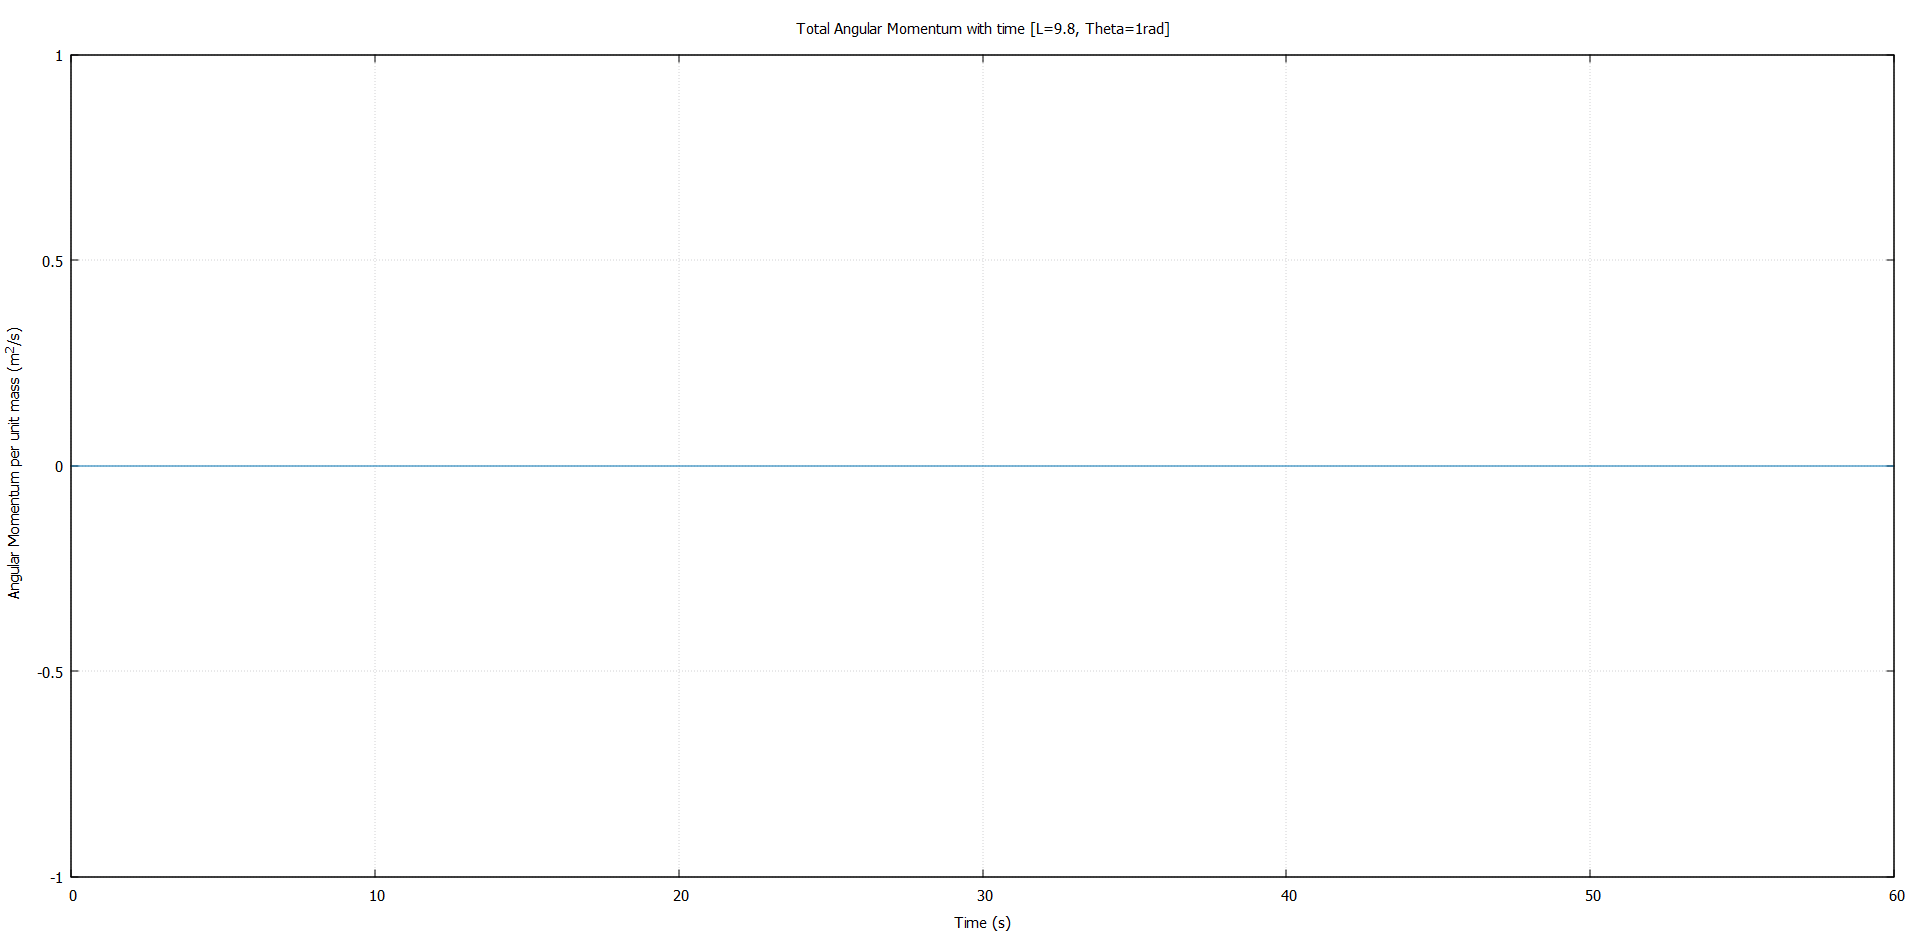 Total Angular Momentum with time [L=9.8, Theta=1rad]
1
0.5
0
-0.5
-1
Angular Momentum per unit mass (m²/s)
0 10 20 30 40 50 60
Time (s)